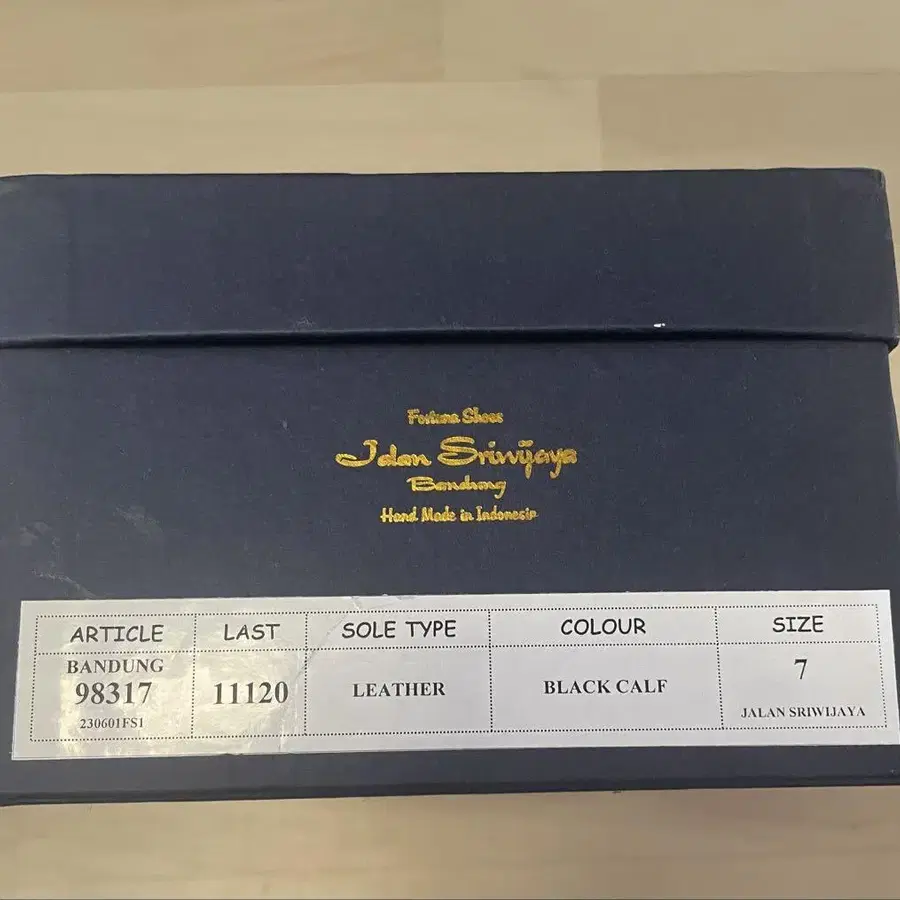 Fortuna Shoes
Jalan Sriwijaya
Bandung
Hand Made in Indonesia
ARTICLE LAST SOLE TYPE COLOUR SIZE
BANDUNG
98317 11120 LEATHER BLACK CALF 7
230601FS1 JALAN SRIWIJAYA